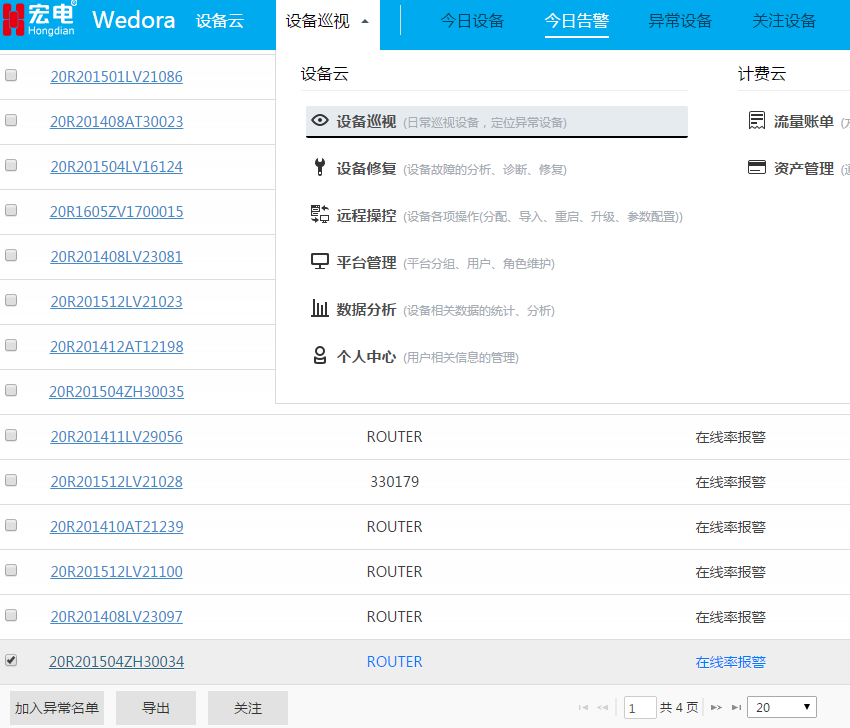 宏电® Hongdian Wedora 设备云 设备巡视 今日设备 今日告警 异常设备 关注设备
设备云 计费云
设备巡视 (日常巡视设备，定位异常设备) 流量账单
设备修复 (设备故障的分析、诊断、修复) 资产管理
远程操控 (设备各项操作(分配、导入、重启、升级、参数配置))
平台管理 (平台分组、用户、角色维护)
数据分析 (设备相关数据的统计、分析)
个人中心 (用户相关信息的管理)
20R201501LV21086
20R201408AT30023
20R201504LV16124
20R1605ZV1700015
20R201408LV23081
20R201512LV21023
20R201412AT12198
20R201504ZH30035
20R201411LV29056 ROUTER 在线率报警
20R201512LV21028 330179 在线率报警
20R201410AT21239 ROUTER 在线率报警
20R201512LV21100 ROUTER 在线率报警
20R201408LV23097 ROUTER 在线率报警
20R201504ZH30034 ROUTER 在线率报警
加入异常名单 导出 关注 1 共 4 页 20